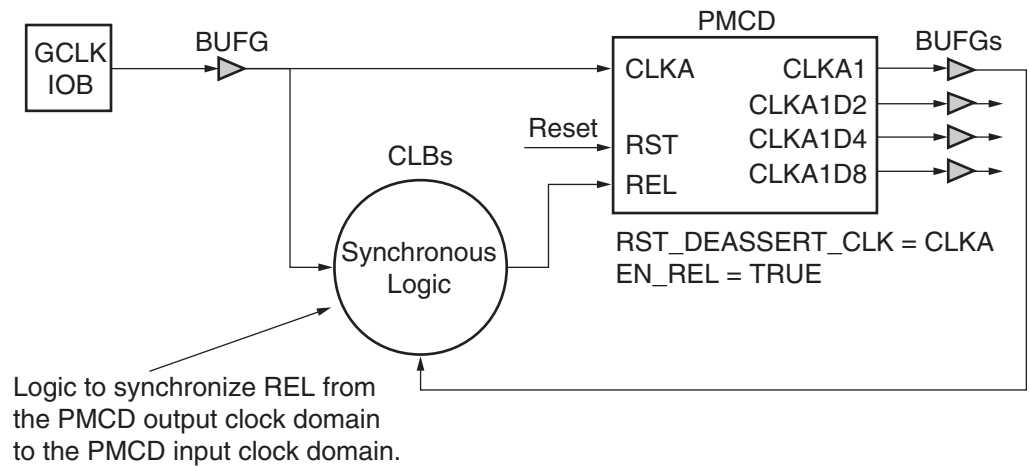 PMCD
GCLK
IOB
BUFG
BUFGs
CLKA
CLKA1
CLKA1D2
CLKA1D4
CLKA1D8
Reset
RST
REL
CLBs
Synchronous
Logic
RST_DEASSERT_CLK = CLKA
EN_REL = TRUE
Logic to synchronize REL from
the PMCD output clock domain
to the PMCD input clock domain.